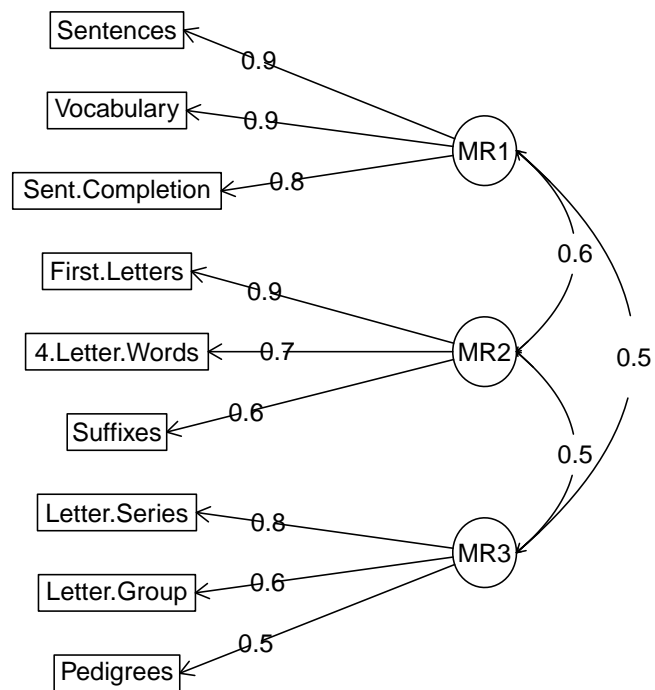 Sentences
0.9
Vocabulary
0.9
MR1
Sent.Completion
0.8
0.6
First.Letters
0.9
4.Letter.Words
0.7
MR2
0.5
Suffixes
0.6
0.5
Letter.Series
0.8
MR3
Letter.Group
0.6
0.5
Pedigrees